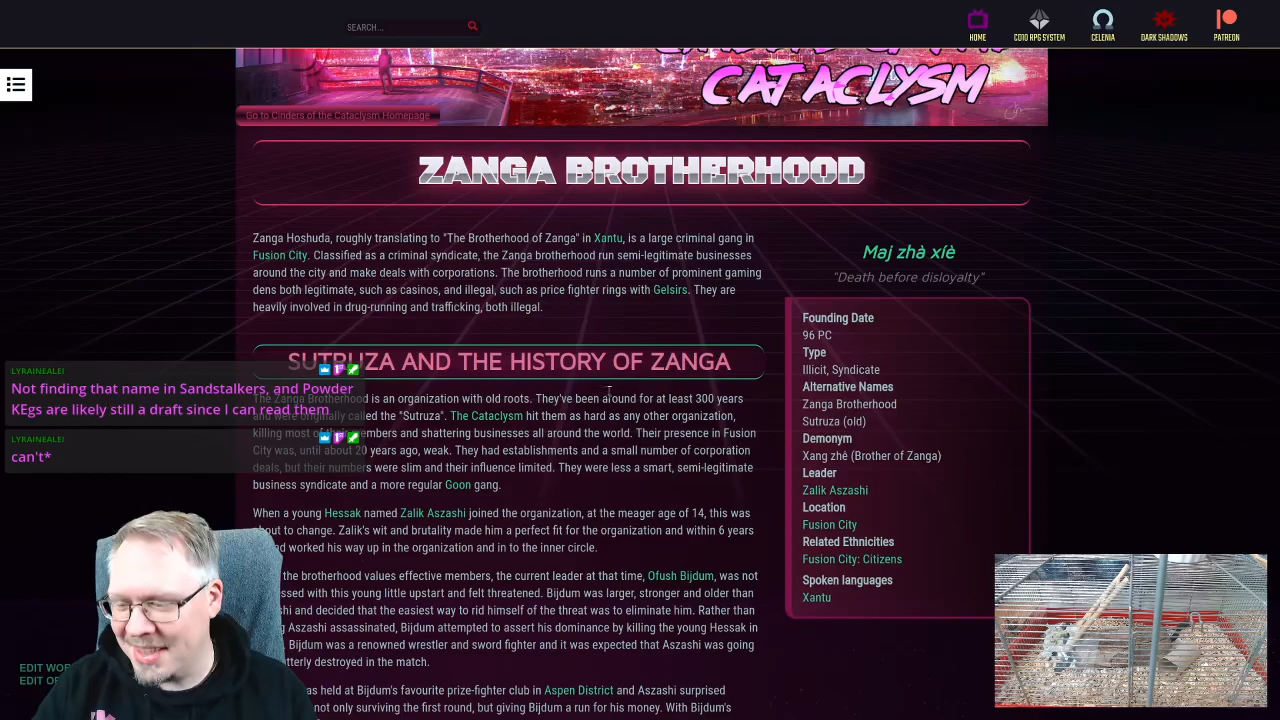 SEARCH...
HOME
CD10 RPG SYSTEM
CELENIA
DARK SHADOWS
PATREON
CATACLYSM
Go to Cinders of the Cataclysm Homepage
ZANGA BROTHERHOOD
Zanga Hoshuda, roughly translating to "The Brotherhood of Zanga" in Xantu, is a large criminal gang in
Fusion City. Classified as a criminal syndicate, the Zanga brotherhood run semi-legitimate businesses
around the city and make deals with corporations. The brotherhood runs a number of prominent gaming
dens both legitimate, such as casinos, and illegal, such as price fighter rings with Gelsirs. They are
heavily involved in drug-running and trafficking, both illegal.
Maj zhà xíè
"Death before disloyalty"
Founding Date
96 PC
Type
Illicit, Syndicate
Alternative Names
Zanga Brotherhood
Sutruza (old)
Demonym
Xang zhê (Brother of Zanga)
Leader
Zalik Aszashi
Location
Fusion City
Related Ethnicities
Fusion City: Citizens
Spoken languages
Xantu
SUTRUZA AND THE HISTORY OF ZANGA
The Zanga Brotherhood is an organization with old roots. They've been around for at least 300 years
and were originally called the "Sutruza". The Cataclysm hit them as hard as any other organization,
killing most of their members and shattering businesses all around the world. Their presence in Fusion
City was, until about 20 years ago, weak. They had establishments and a small number of corporation
deals, but their numbers were slim and their influence limited. They were less a smart, semi-legitimate
business syndicate and a more regular Goon gang.
When a young Hessak named Zalik Aszashi joined the organization, at the meager age of 14, this was
about to change. Zalik's wit and brutality made him a perfect fit for the organization and within 6 years
had worked his way up in the organization and in to the inner circle.
the brotherhood values effective members, the current leader at that time, Ofush Bijdum, was not
with this young little upstart and felt threatened. Bijdum was larger, stronger and older than
and decided that the easiest way to rid himself of the threat was to eliminate him. Rather than
Aszashi assassinated, Bijdum attempted to assert his dominance by killing the young Hessak in
Bijdum was a renowned wrestler and sword fighter and it was expected that Aszashi was going
utterly destroyed in the match.
was held at Bijdum's favourite prize-fighter club in Aspen District and Aszashi surprised
not only surviving the first round, but giving Bijdum a run for his money. With Bijdum's
LYRAINEALEI
Not finding that name in Sandstalkers, and Powder
KEgs are likely still a draft since I can read them
LYRAINEALEI
can't*
EDIT WOR
EDIT OF